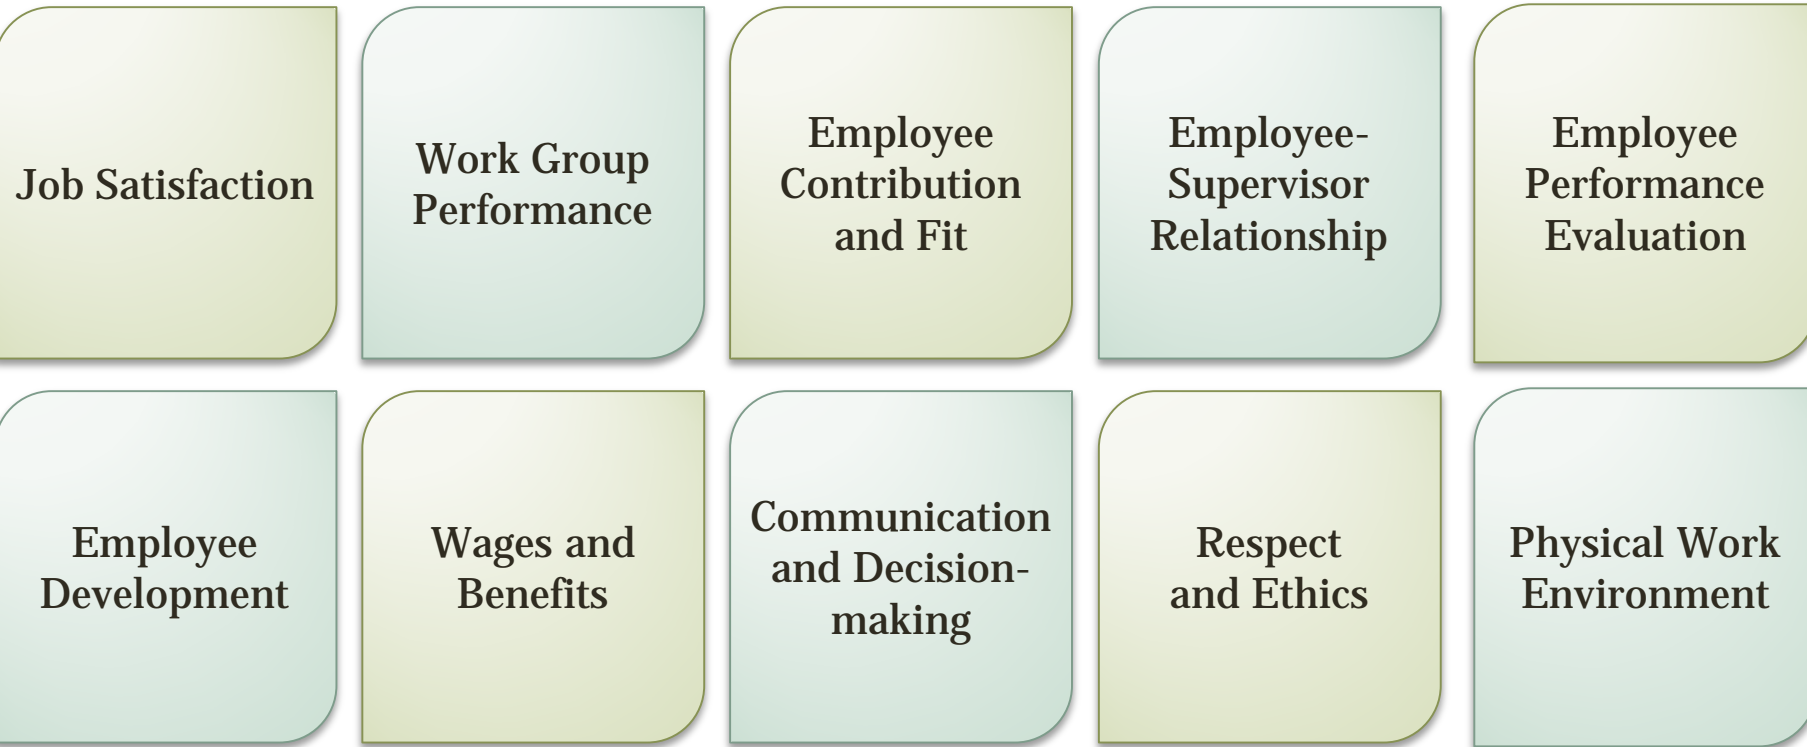 Job Satisfaction
Work Group
Performance
Employee
Contribution
and Fit
Employee-
Supervisor
Relationship
Employee
Performance
Evaluation
Employee
Development
Wages and
Benefits
Communication
and Decision-
making
Respect
and Ethics
Physical Work
Environment